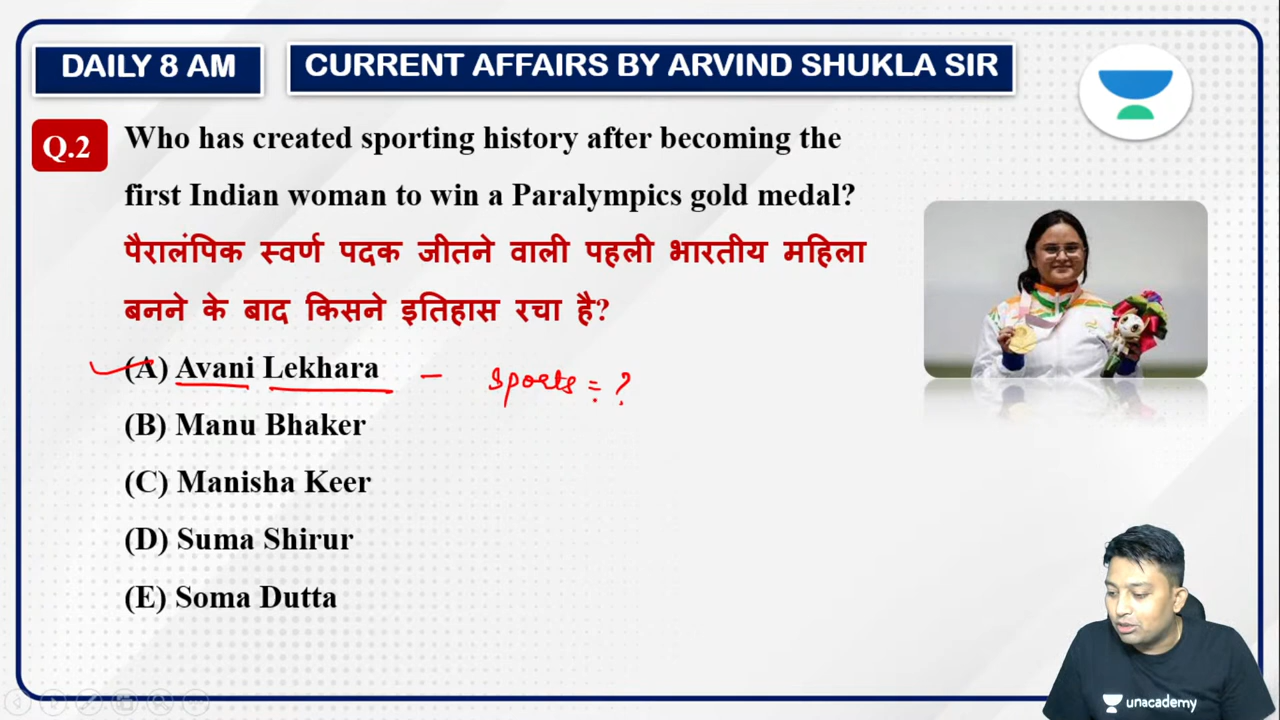 DAILY 8 AM
CURRENT AFFAIRS BY ARVIND SHUKLA SIR
Q.2
Who has created sporting history after becoming the
first Indian woman to win a Paralympics gold medal?
पैरालंपिक स्वर्ण पदक जीतने वाली पहली भारतीय महिला
बनने के बाद किसने इतिहास रचा है?
(A) Avani Lekhara - Sports = ?
(B) Manu Bhaker
(C) Manisha Keer
(D) Suma Shirur
(E) Soma Dutta
unacademy